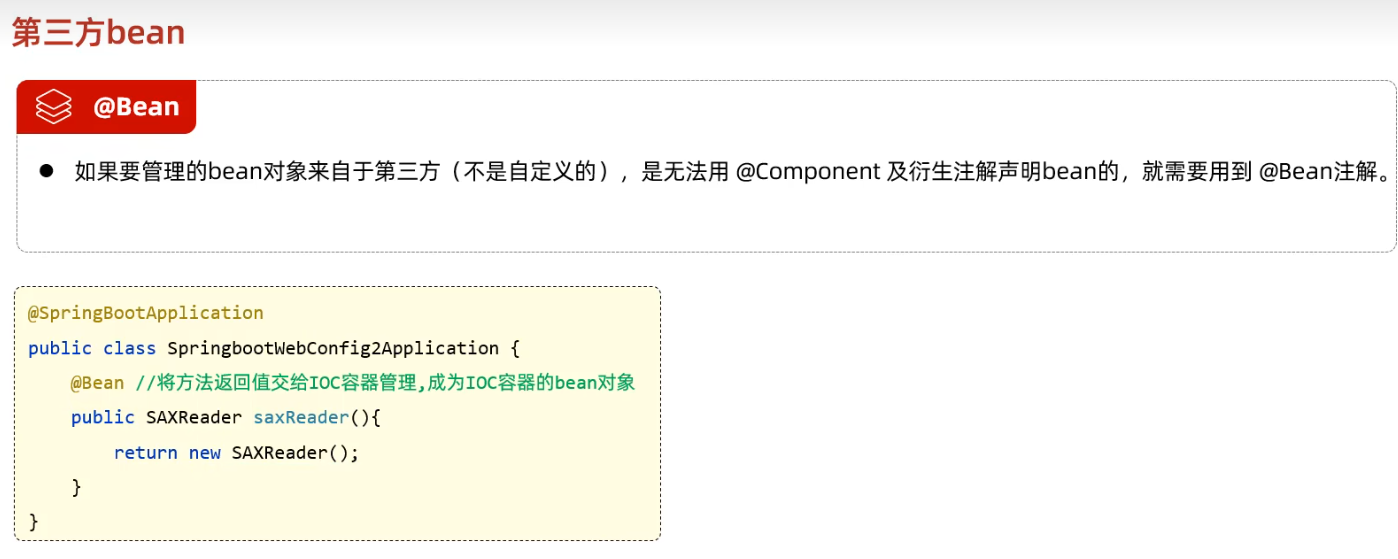 第三方bean
@Bean
● 如果要管理的bean对象来自于第三方（不是自定义的），是无法用 @Component 及衍生注解声明bean的，就需要用到 @Bean注解。
@SpringBootApplication
public class SpringbootWebConfig2Application {
    @Bean //将方法返回值交给IOC容器管理,成为IOC容器的bean对象
    public SAXReader saxReader(){
        return new SAXReader();
    }
}